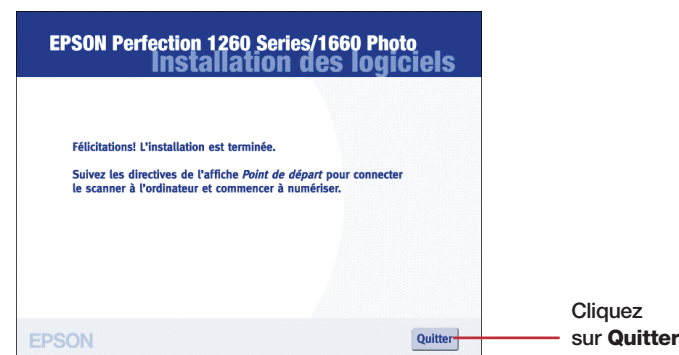 EPSON Perfection 1260 Series/1660 Photo
Installation des logiciels
Félicitations! L'installation est terminée.
Suivez les directives de l'affiche Point de départ pour connecter
le scanner à l'ordinateur et commencer à numériser.
EPSON
Quitter
Cliquez
sur Quitter